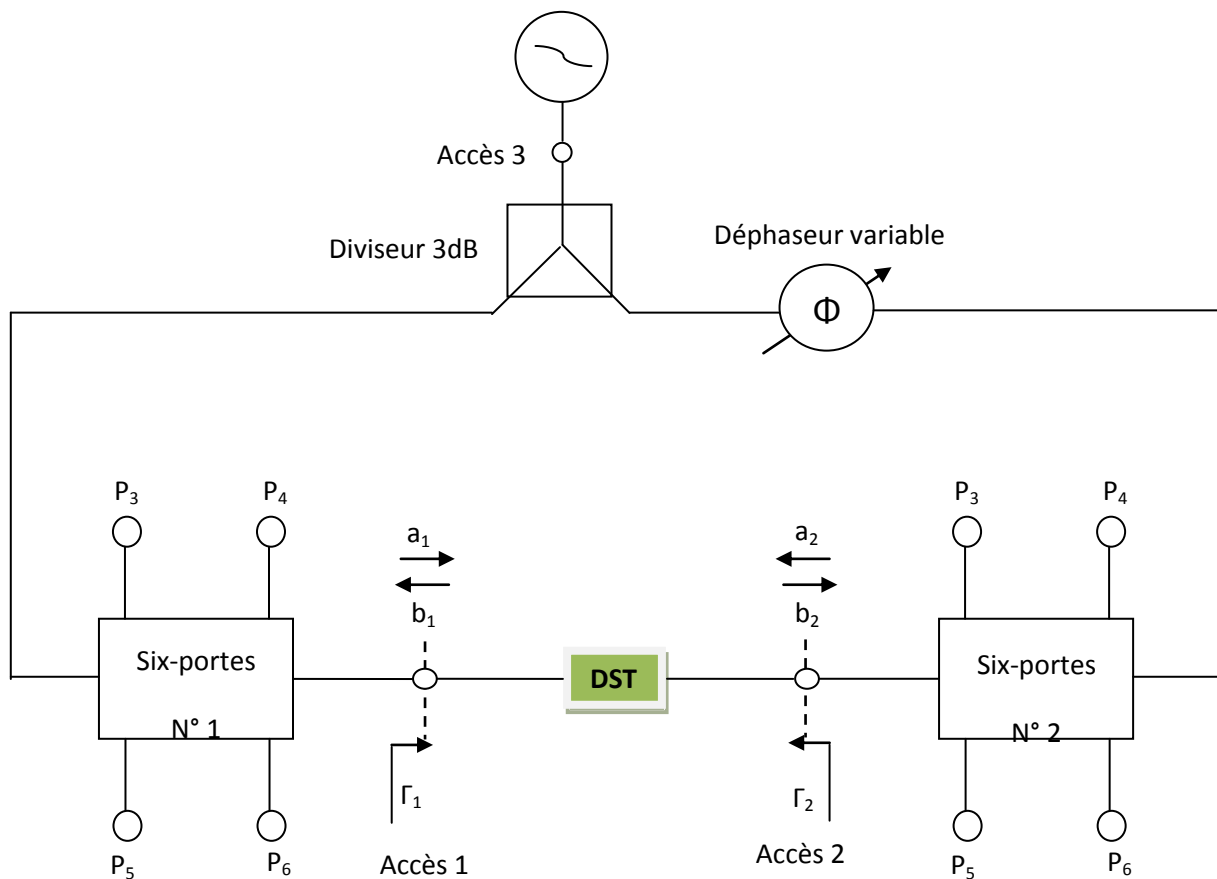 Accès 3
Diviseur 3dB
Déphaseur variable
Φ
P₃
P₄
a₁
a₂
P₃
P₄
b₁
b₂
Six-portes
N° 1
DST
Six-portes
N° 2
Γ₁
Γ₂
P₅
P₆
Accès 1
Accès 2
P₅
P₆